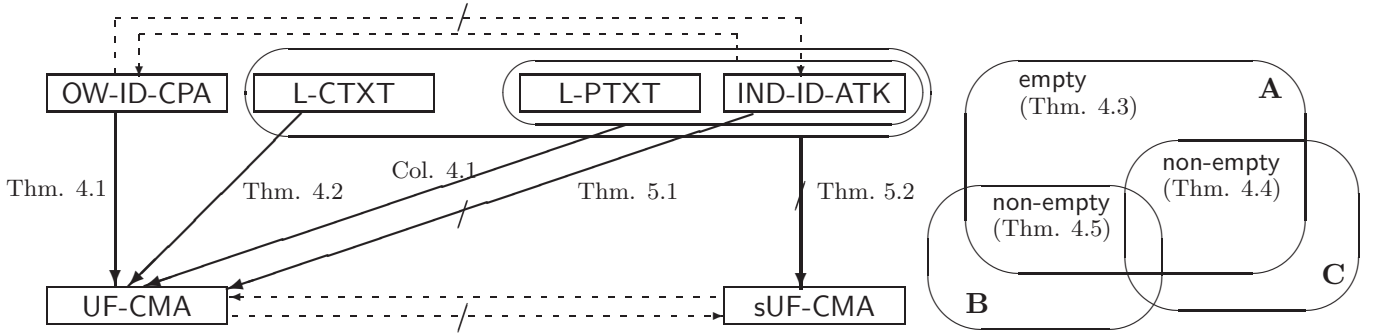 OW-ID-CPA
L-CTXT
L-PTXT
IND-ID-ATK
Thm. 4.1
Thm. 4.2
Col. 4.1
Thm. 5.1
Thm. 5.2
UF-CMA
sUF-CMA
empty
(Thm. 4.3)
A
non-empty
(Thm. 4.4)
non-empty
(Thm. 4.5)
B
C